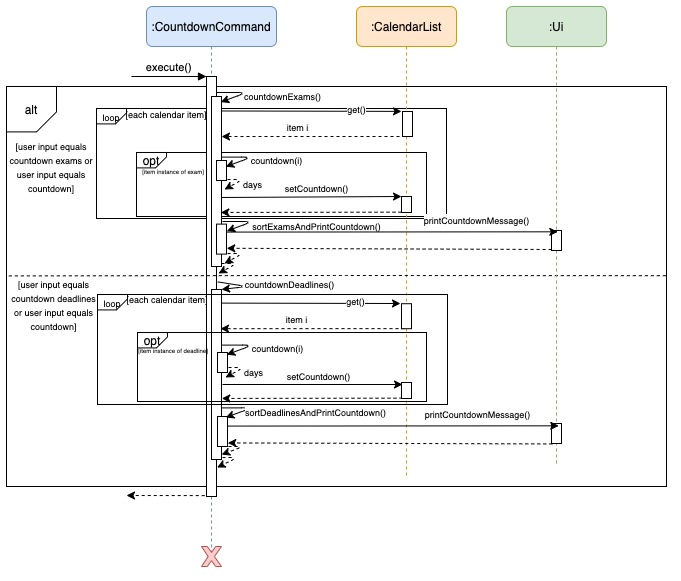 :CountdownCommand
:CalendarList
:Ui
execute()
alt
countdownExams()
loop
[each calendar item]
get()
item i
[user input equals
countdown exams or
user input equals
countdown]
opt
[item instance of exam]
countdown(i)
days
setCountdown()
sortExamsAndPrintCountdown()
printCountdownMessage()
[user input equals
countdown deadlines
or user input equals
countdown]
countdownDeadlines()
loop
[each calendar item]
get()
item i
opt
[item instance of deadline]
countdown(i)
days
setCountdown()
sortDeadlinesAndPrintCountdown()
printCountdownMessage()